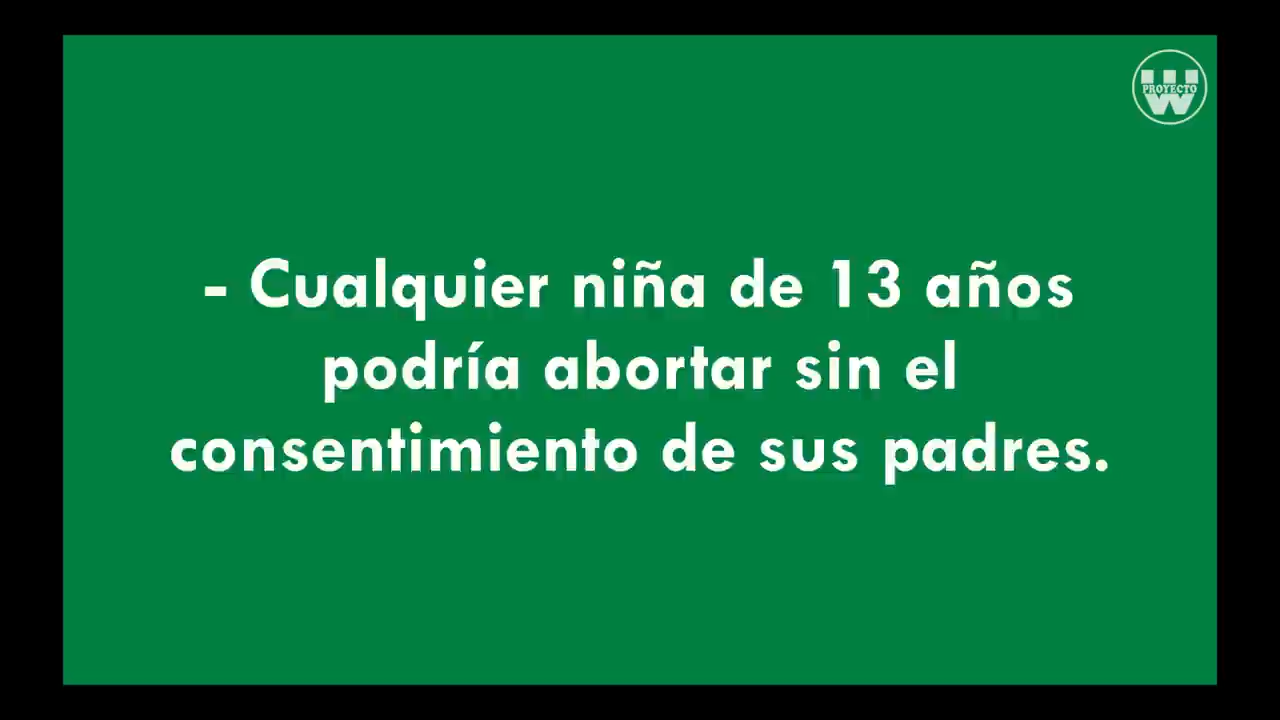 PROYECTO
W
- Cualquier niña de 13 años
podría abortar sin el
consentimiento de sus padres.